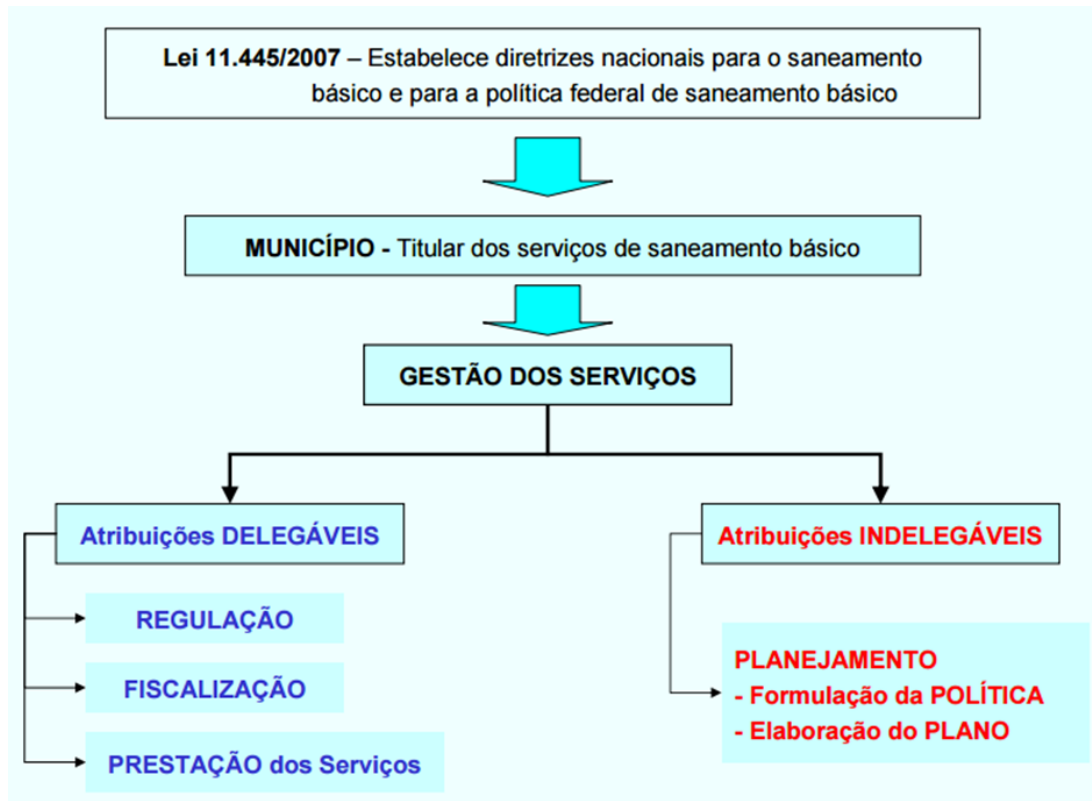 Lei 11.445/2007 – Estabelece diretrizes nacionais para o saneamento
básico e para a política federal de saneamento básico
MUNICÍPIO - Titular dos serviços de saneamento básico
GESTÃO DOS SERVIÇOS
Atribuições DELEGÁVEIS
REGULAÇÃO
FISCALIZAÇÃO
PRESTAÇÃO dos Serviços
Atribuições INDELEGÁVEIS
PLANEJAMENTO
- Formulação da POLÍTICA
- Elaboração do PLANO